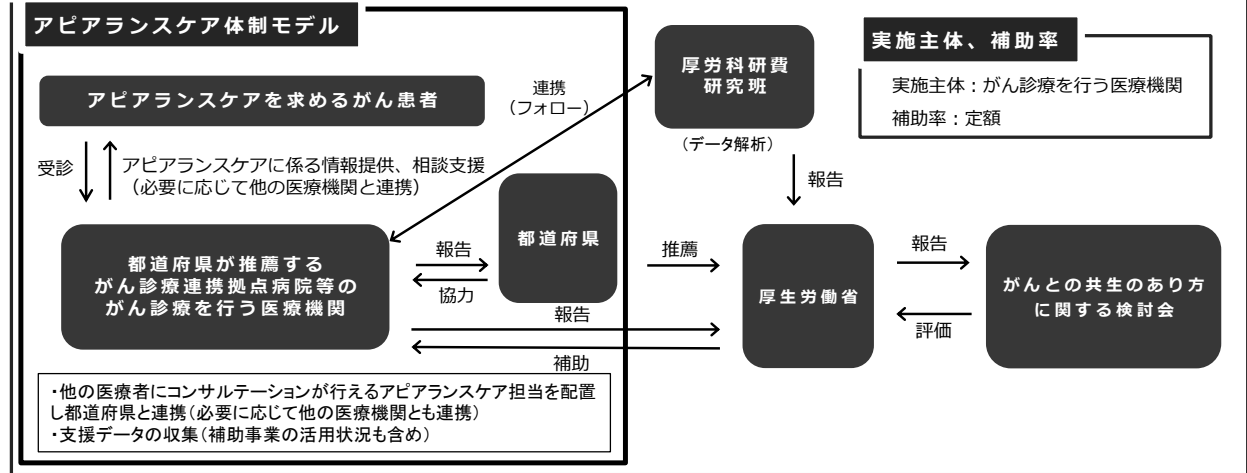 アピアランスケア体制モデル
アピアランスケアを求めるがん患者
受診
アピアランスケアに係る情報提供、相談支援
（必要に応じて他の医療機関と連携）
都道府県が推薦する
がん診療連携拠点病院等の
がん診療を行う医療機関
・他の医療者にコンサルテーションが行えるアピアランスケア担当を配置
し都道府県と連携（必要に応じて他の医療機関とも連携）
・支援データの収集（補助事業の活用状況も含め）
連携
（フォロー）
報告
協力
都道府県
報告
補助
推薦
厚労科研費
研究班
（データ解析）
報告
厚生労働省
報告
評価
がんとの共生のあり方
に関する検討会
実施主体、補助率
実施主体：がん診療を行う医療機関
補助率：定額